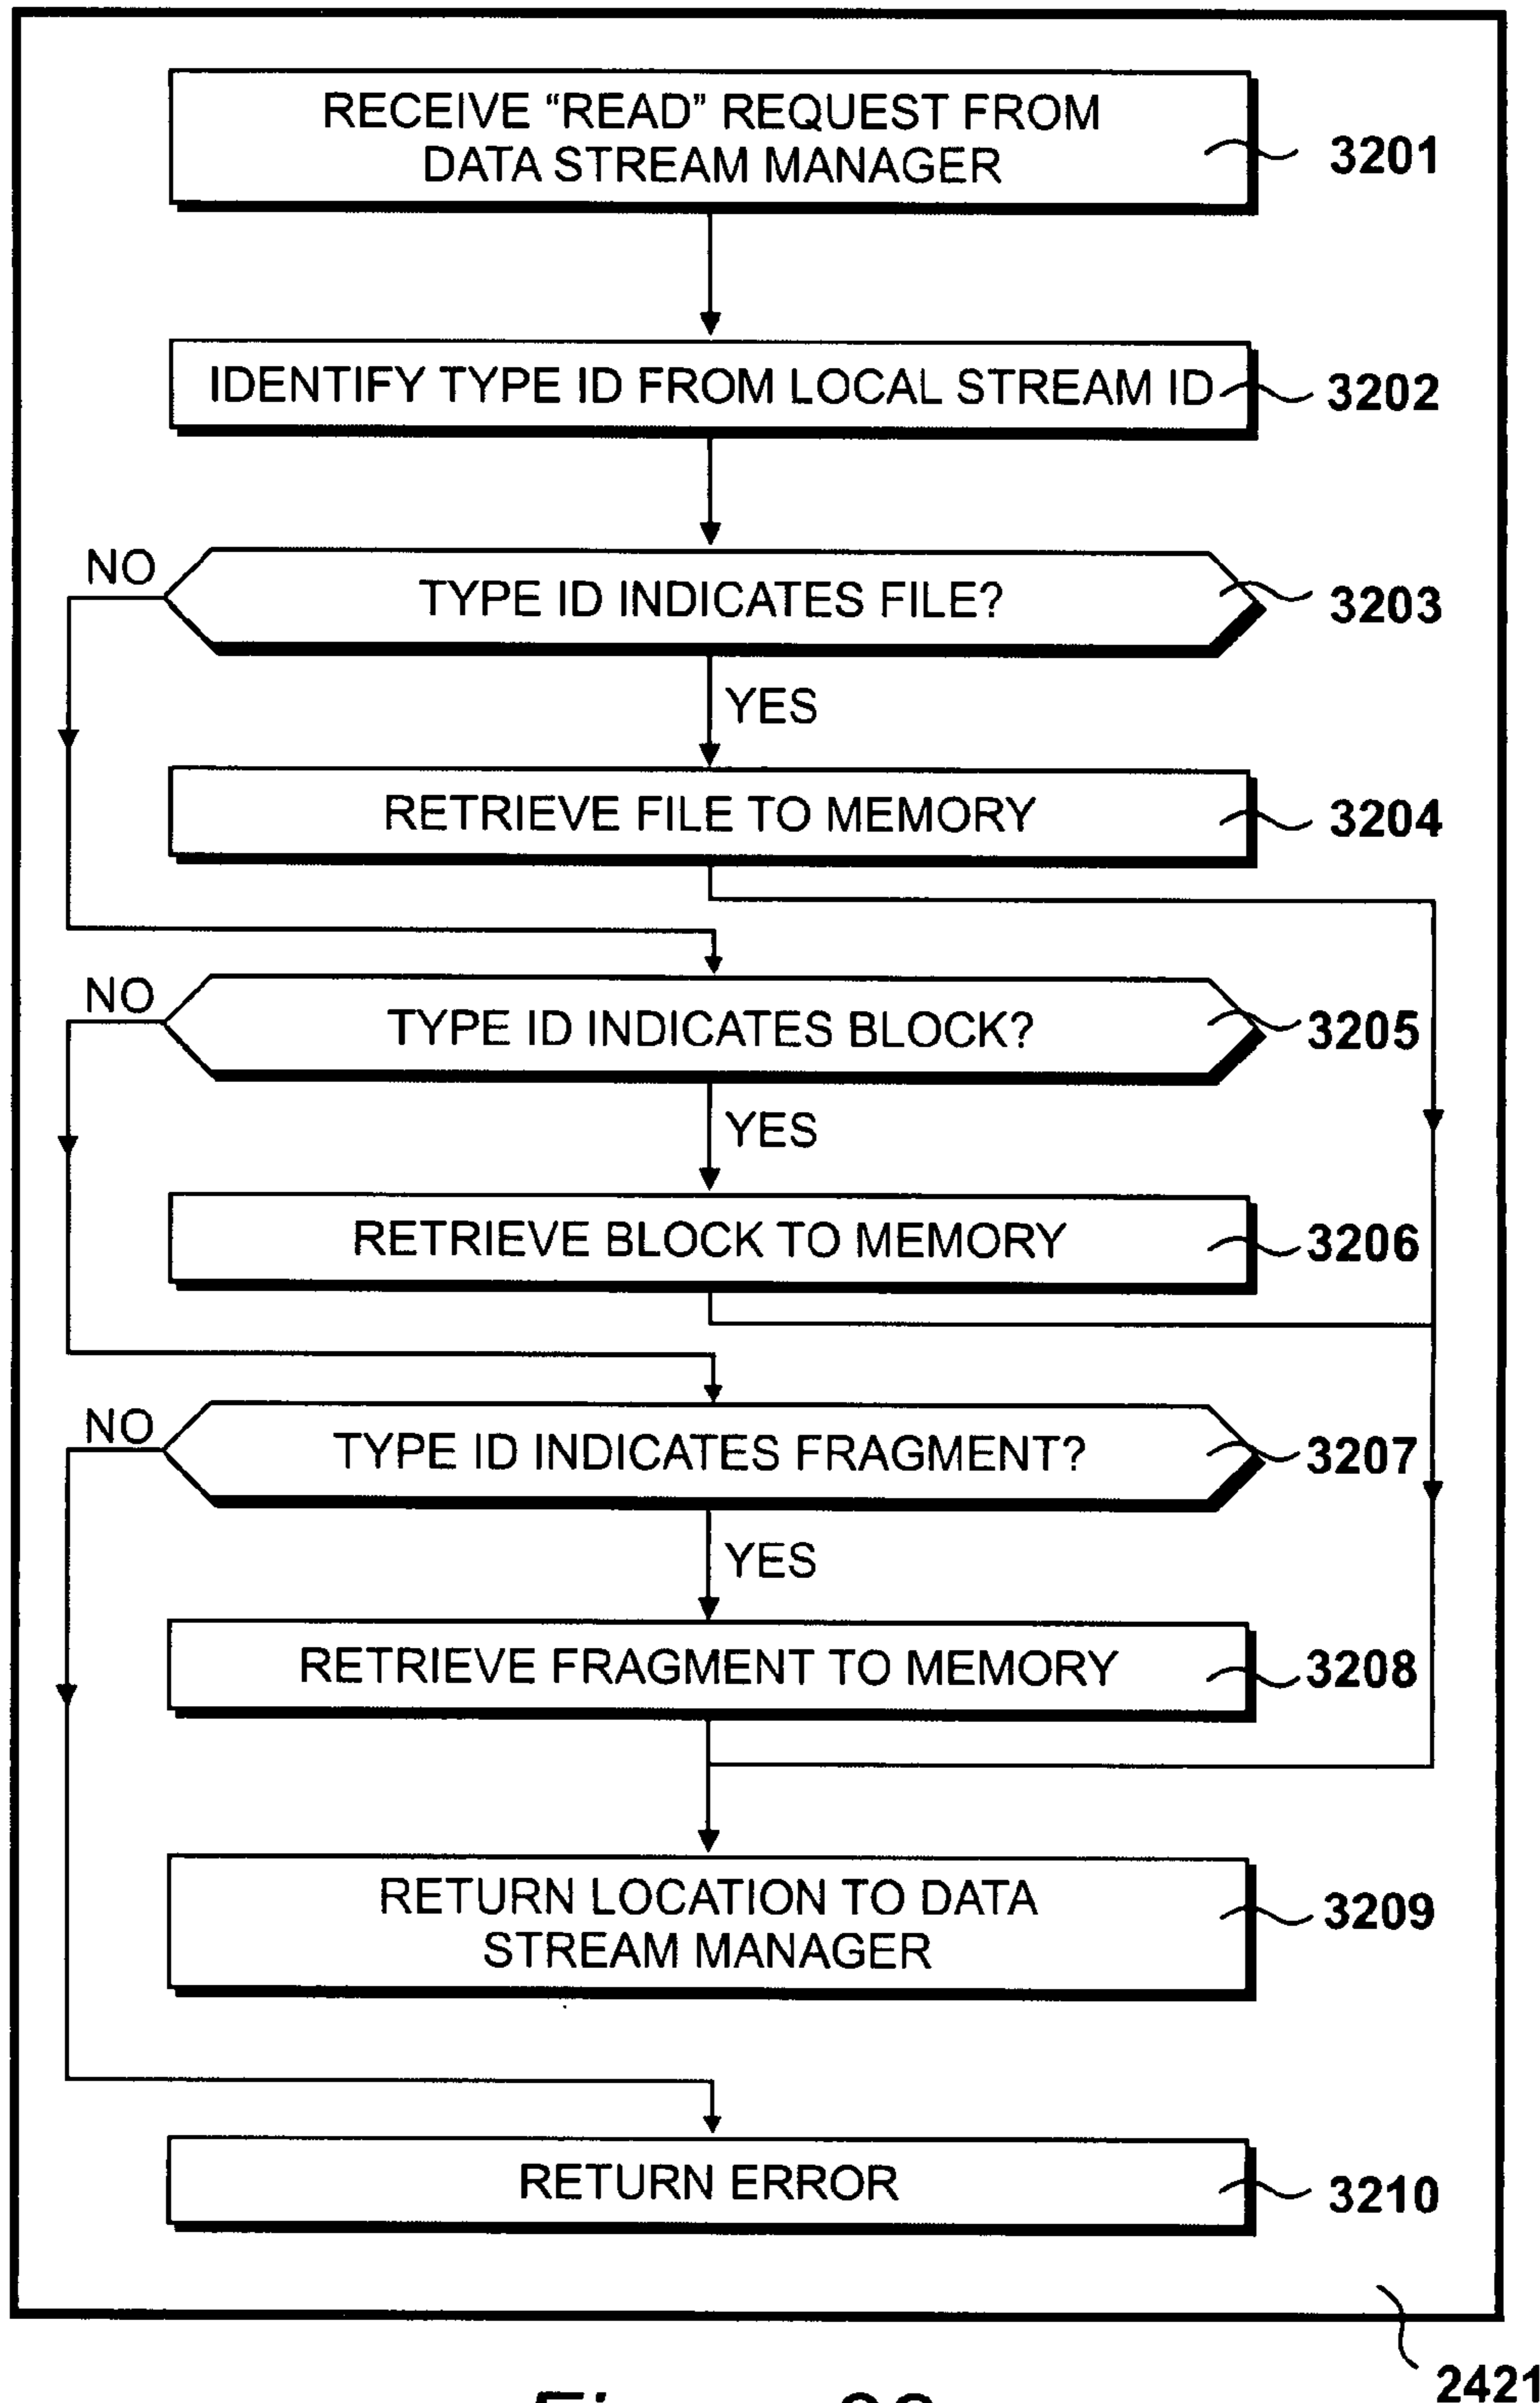 RECEIVE “READ” REQUEST FROM
DATA STREAM MANAGER
3201
IDENTIFY TYPE ID FROM LOCAL STREAM ID
3202
NO
TYPE ID INDICATES FILE?
3203
YES
RETRIEVE FILE TO MEMORY
3204
NO
TYPE ID INDICATES BLOCK?
3205
YES
RETRIEVE BLOCK TO MEMORY
3206
NO
TYPE ID INDICATES FRAGMENT?
3207
YES
RETRIEVE FRAGMENT TO MEMORY
3208
RETURN LOCATION TO DATA
STREAM MANAGER
3209
RETURN ERROR
3210
2421